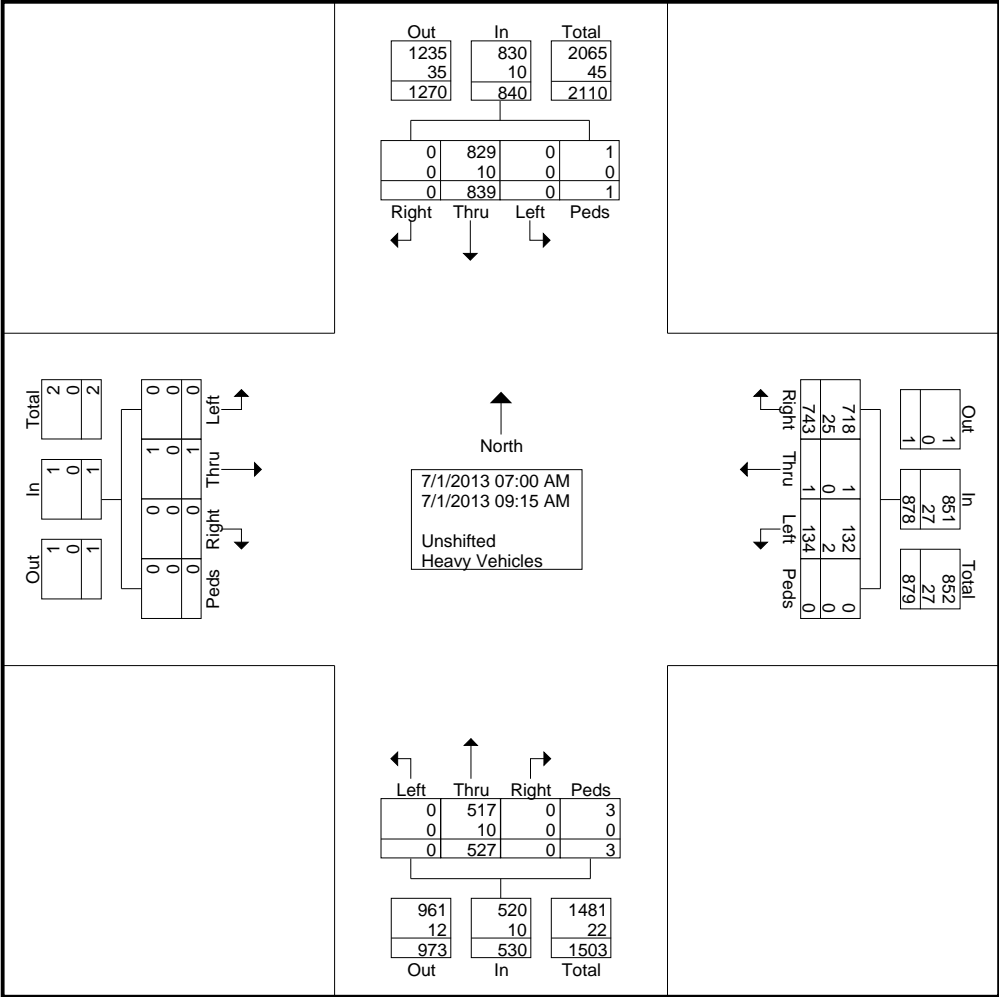 Out In Total
1235 830 2065
35 10 45
1270 840 2110
0 829 0 1
0 10 0 0
0 839 0 1
Right Thru Left Peds
Left Thru Right Peds
0 1 0 0
0 0 0 0
0 1 0 0
Out In Total
1 1 2
0 0 0
1 1 2
North
7/1/2013 07:00 AM
7/1/2013 09:15 AM
Unshifted
Heavy Vehicles
Out In Total
1 851 852
0 27 27
1 878 879
718 1 132 0
25 0 2 0
743 1 134 0
Right Thru Left Peds
Left Thru Right Peds
0 517 0 3
0 10 0 0
0 527 0 3
961 520 1481
12 10 22
973 530 1503
Out In Total